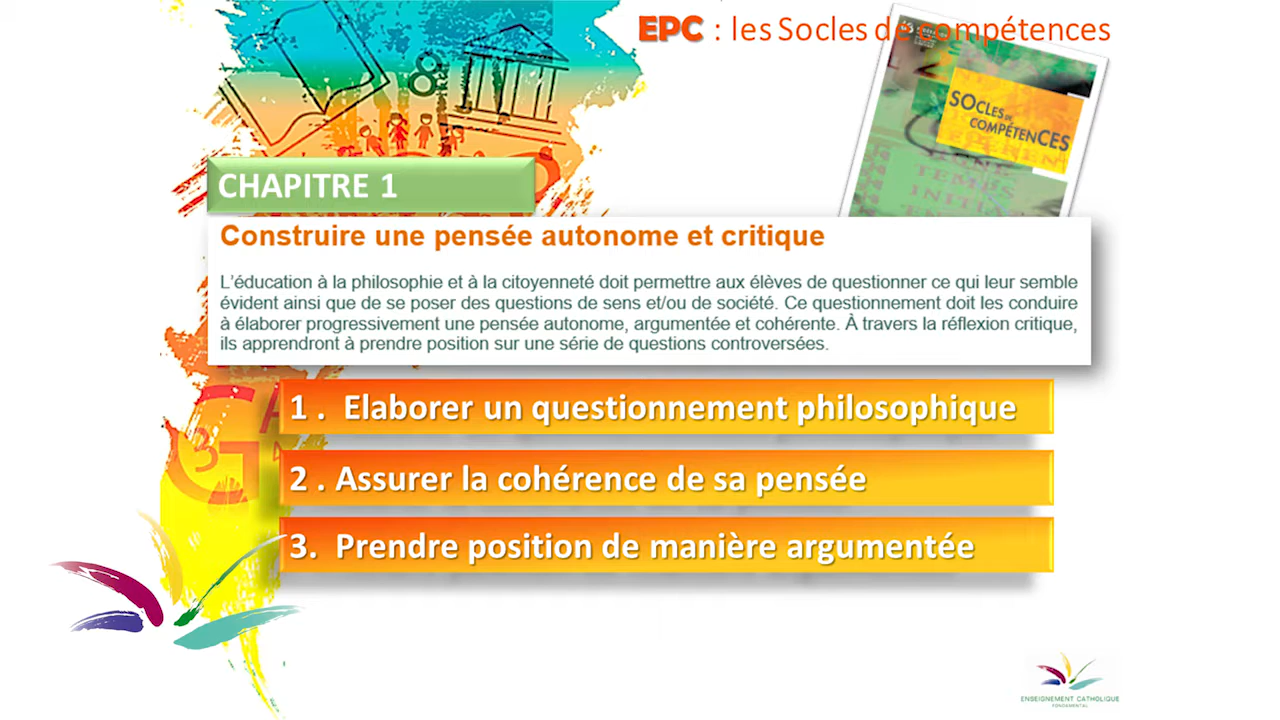 EPC : les Socles de compétences
SOCLES DE
COMPÉTENCES
CHAPITRE 1
Construire une pensée autonome et critique
L'éducation à la philosophie et à la citoyenneté doit permettre aux élèves de questionner ce qui leur semble
évident ainsi que de se poser des questions de sens et/ou de société. Ce questionnement doit les conduire
à élaborer progressivement une pensée autonome, argumentée et cohérente. À travers la réflexion critique,
ils apprendront à prendre position sur une série de questions controversées.
1 . Elaborer un questionnement philosophique
2 . Assurer la cohérence de sa pensée
3. Prendre position de manière argumentée
ENSEIGNEMENT CATHOLIQUE
FONDAMENTAL